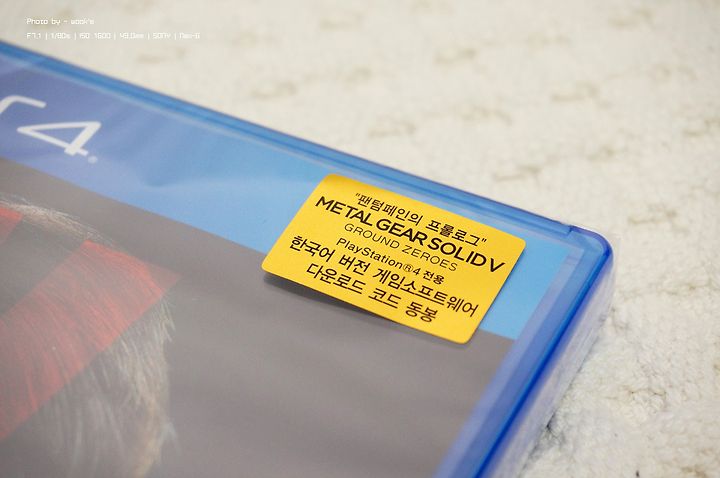 Photo by - wook's
F7.1 | 1/80s | ISO 1600 | 49.0mm | SONY | Nex-6
PS4
"팬텀페인의 프롤로그"
METAL GEAR SOLID V
GROUND ZEROES
PlayStation®4 전용
한국어 버전 게임소프트웨어
다운로드 코드 동봉